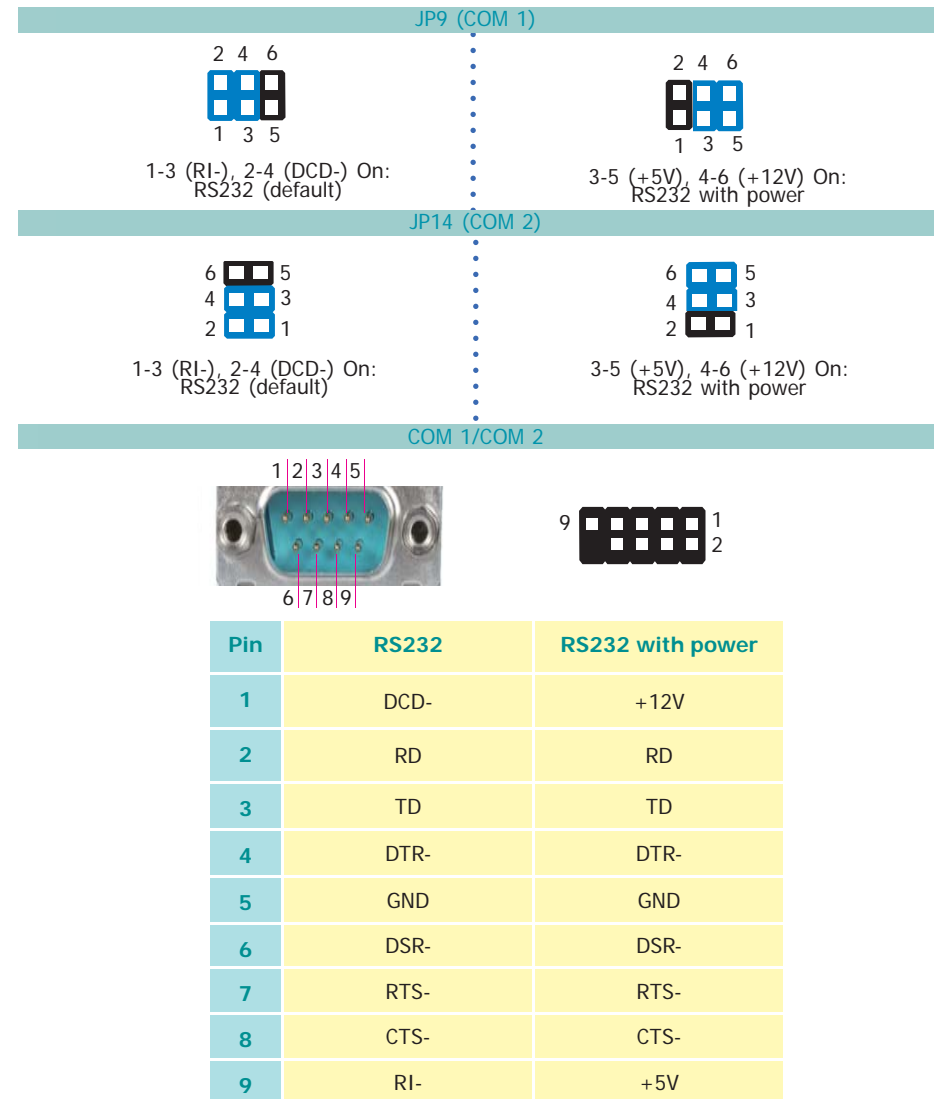 JP9 (COM 1)
2 4 6
1 3 5
1-3 (RI-), 2-4 (DCD-) On:
RS232 (default)
2 4 6
1 3 5
3-5 (+5V), 4-6 (+12V) On:
RS232 with power
JP14 (COM 2)
6 5
4 3
2 1
1-3 (RI-), 2-4 (DCD-) On:
RS232 (default)
6 5
4 3
2 1
3-5 (+5V), 4-6 (+12V) On:
RS232 with power
COM 1/COM 2
1 2 3 4 5
6 7 8 9
9 1
2
Pin RS232 RS232 with power
1 DCD- +12V
2 RD RD
3 TD TD
4 DTR- DTR-
5 GND GND
6 DSR- DSR-
7 RTS- RTS-
8 CTS- CTS-
9 RI- +5V